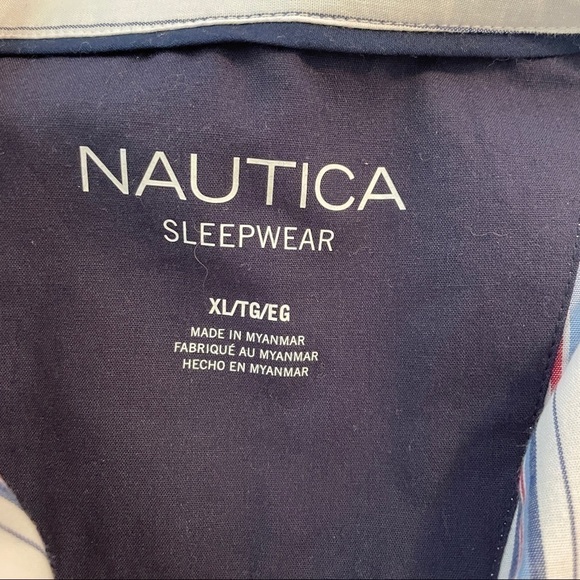 NAUTICA
SLEEPWEAR
XL/TG/EG
MADE IN MYANMAR
FABRIQUÉ AU MYANMAR
HECHO EN MYANMAR